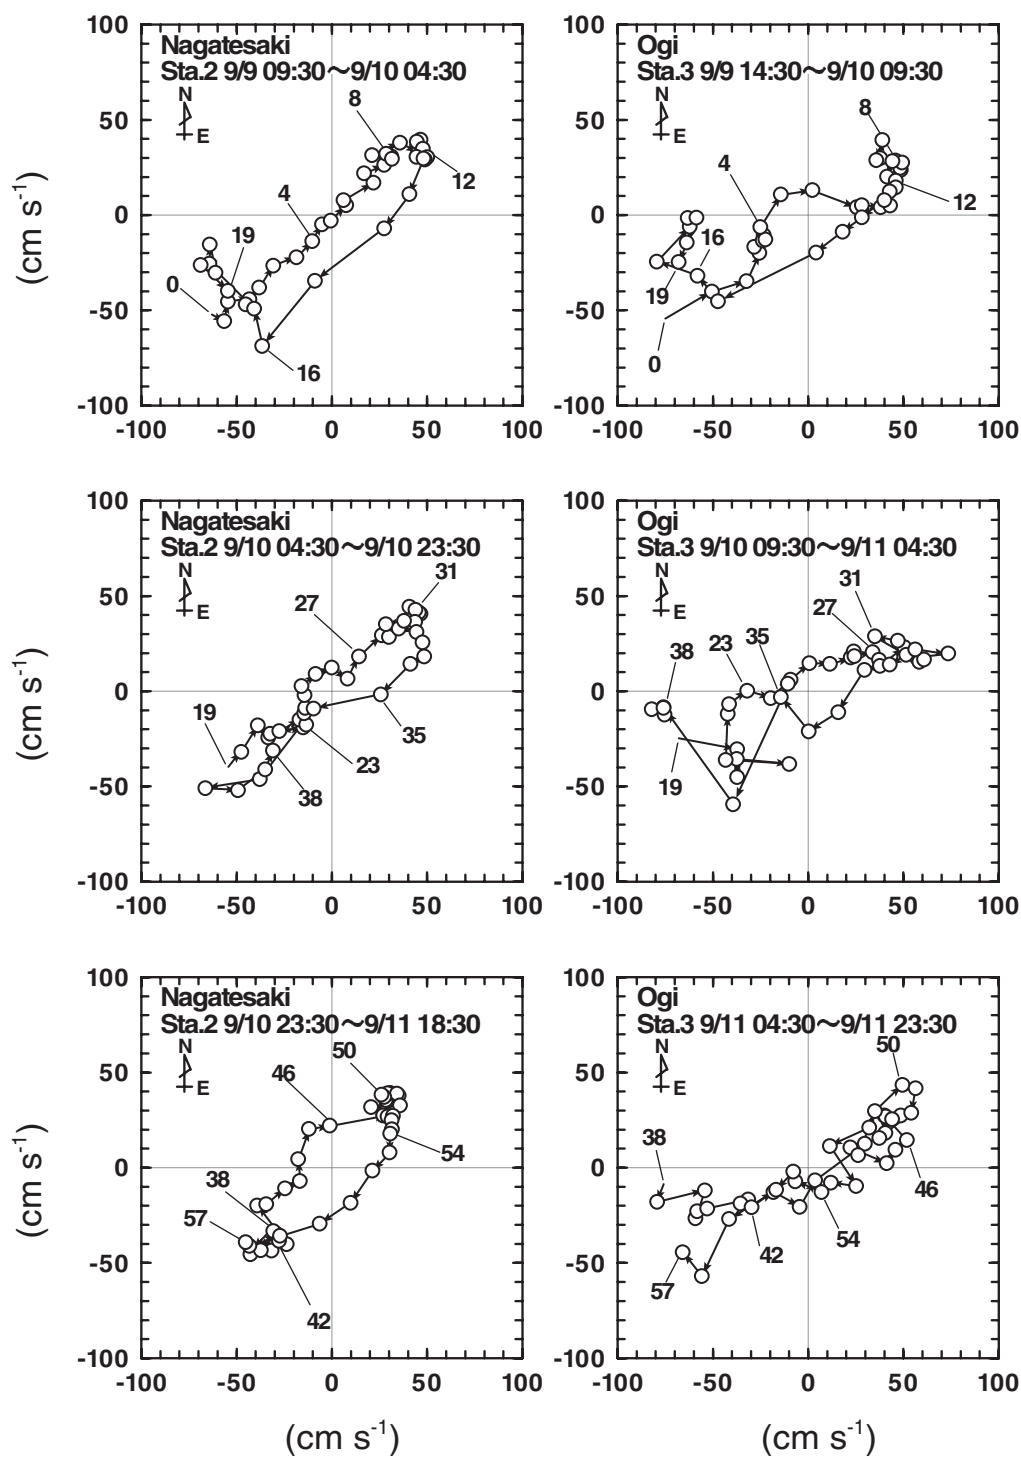 Nagatesaki
Sta.2 9/9 09:30～9/10 04:30
N
E
100
50
0
-50
-100
-100 -50 0 50 100
(cm s-1)
0
4
8
12
16
19
Ogi
Sta.3 9/9 14:30～9/10 09:30
N
E
100
50
0
-50
-100
-100 -50 0 50 100
0
4
8
12
16
19
Nagatesaki
Sta.2 9/10 04:30～9/10 23:30
N
E
100
50
0
-50
-100
-100 -50 0 50 100
(cm s-1)
19
23
27
31
35
38
Ogi
Sta.3 9/10 09:30～9/11 04:30
N
E
100
50
0
-50
-100
-100 -50 0 50 100
19
23
27
31
35
38
Nagatesaki
Sta.2 9/10 23:30～9/11 18:30
N
E
100
50
0
-50
-100
-100 -50 0 50 100
(cm s-1)
(cm s-1)
38
42
46
50
54
57
Ogi
Sta.3 9/11 04:30～9/11 23:30
N
E
100
50
0
-50
-100
-100 -50 0 50 100
(cm s-1)
38
42
46
50
54
57